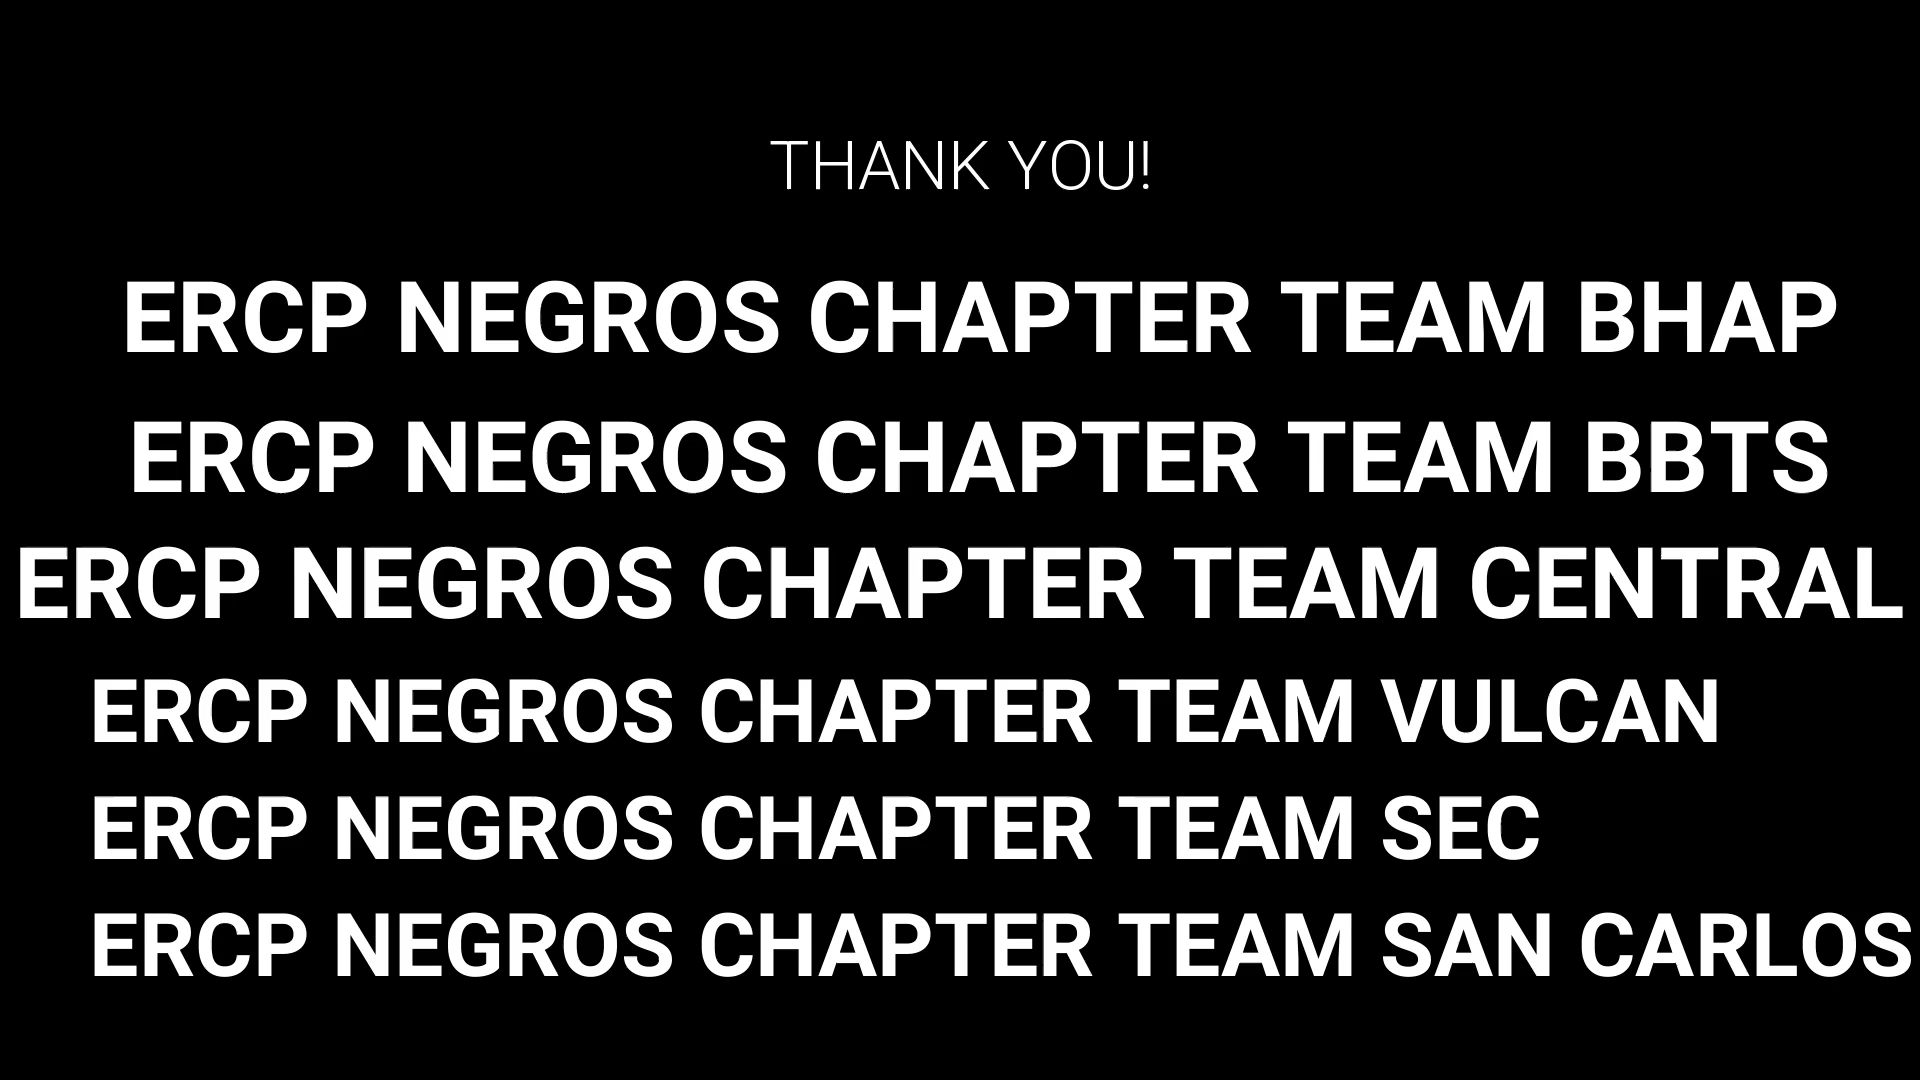 THANK YOU!
ERCP NEGROS CHAPTER TEAM BHAP
ERCP NEGROS CHAPTER TEAM BBTS
ERCP NEGROS CHAPTER TEAM CENTRAL
ERCP NEGROS CHAPTER TEAM VULCAN
ERCP NEGROS CHAPTER TEAM SEC
ERCP NEGROS CHAPTER TEAM SAN CARLOS